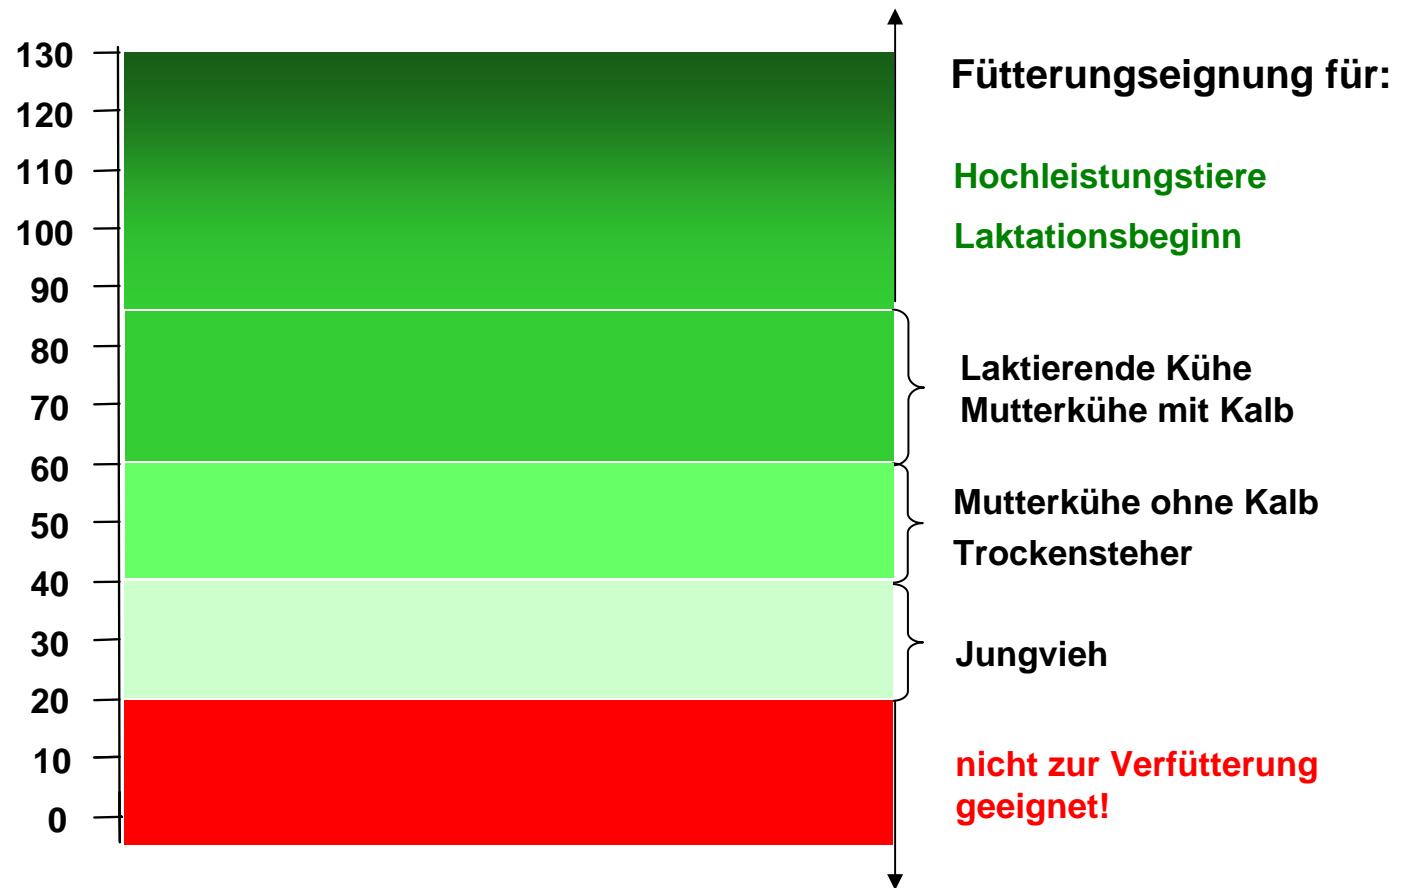 130
120
110
100
90
80
70
60
50
40
30
20
10
0
Fütterungseignung für:
Hochleistungstiere
Laktationsbeginn
Laktierende Kühe
Mutterkühe mit Kalb
Mutterkühe ohne Kalb
Trockensteher
Jungvieh
nicht zur Verfütterung
geeignet!